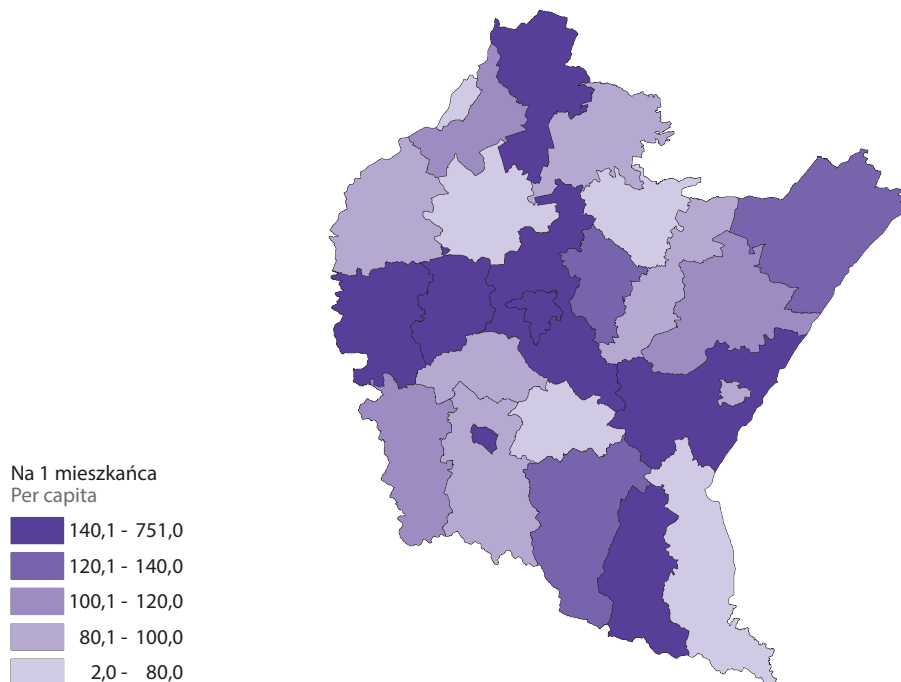 Na 1 mieszkańca
Per capita
140,1 - 751,0
120,1 - 140,0
100,1 - 120,0
80,1 - 100,0
2,0 - 80,0